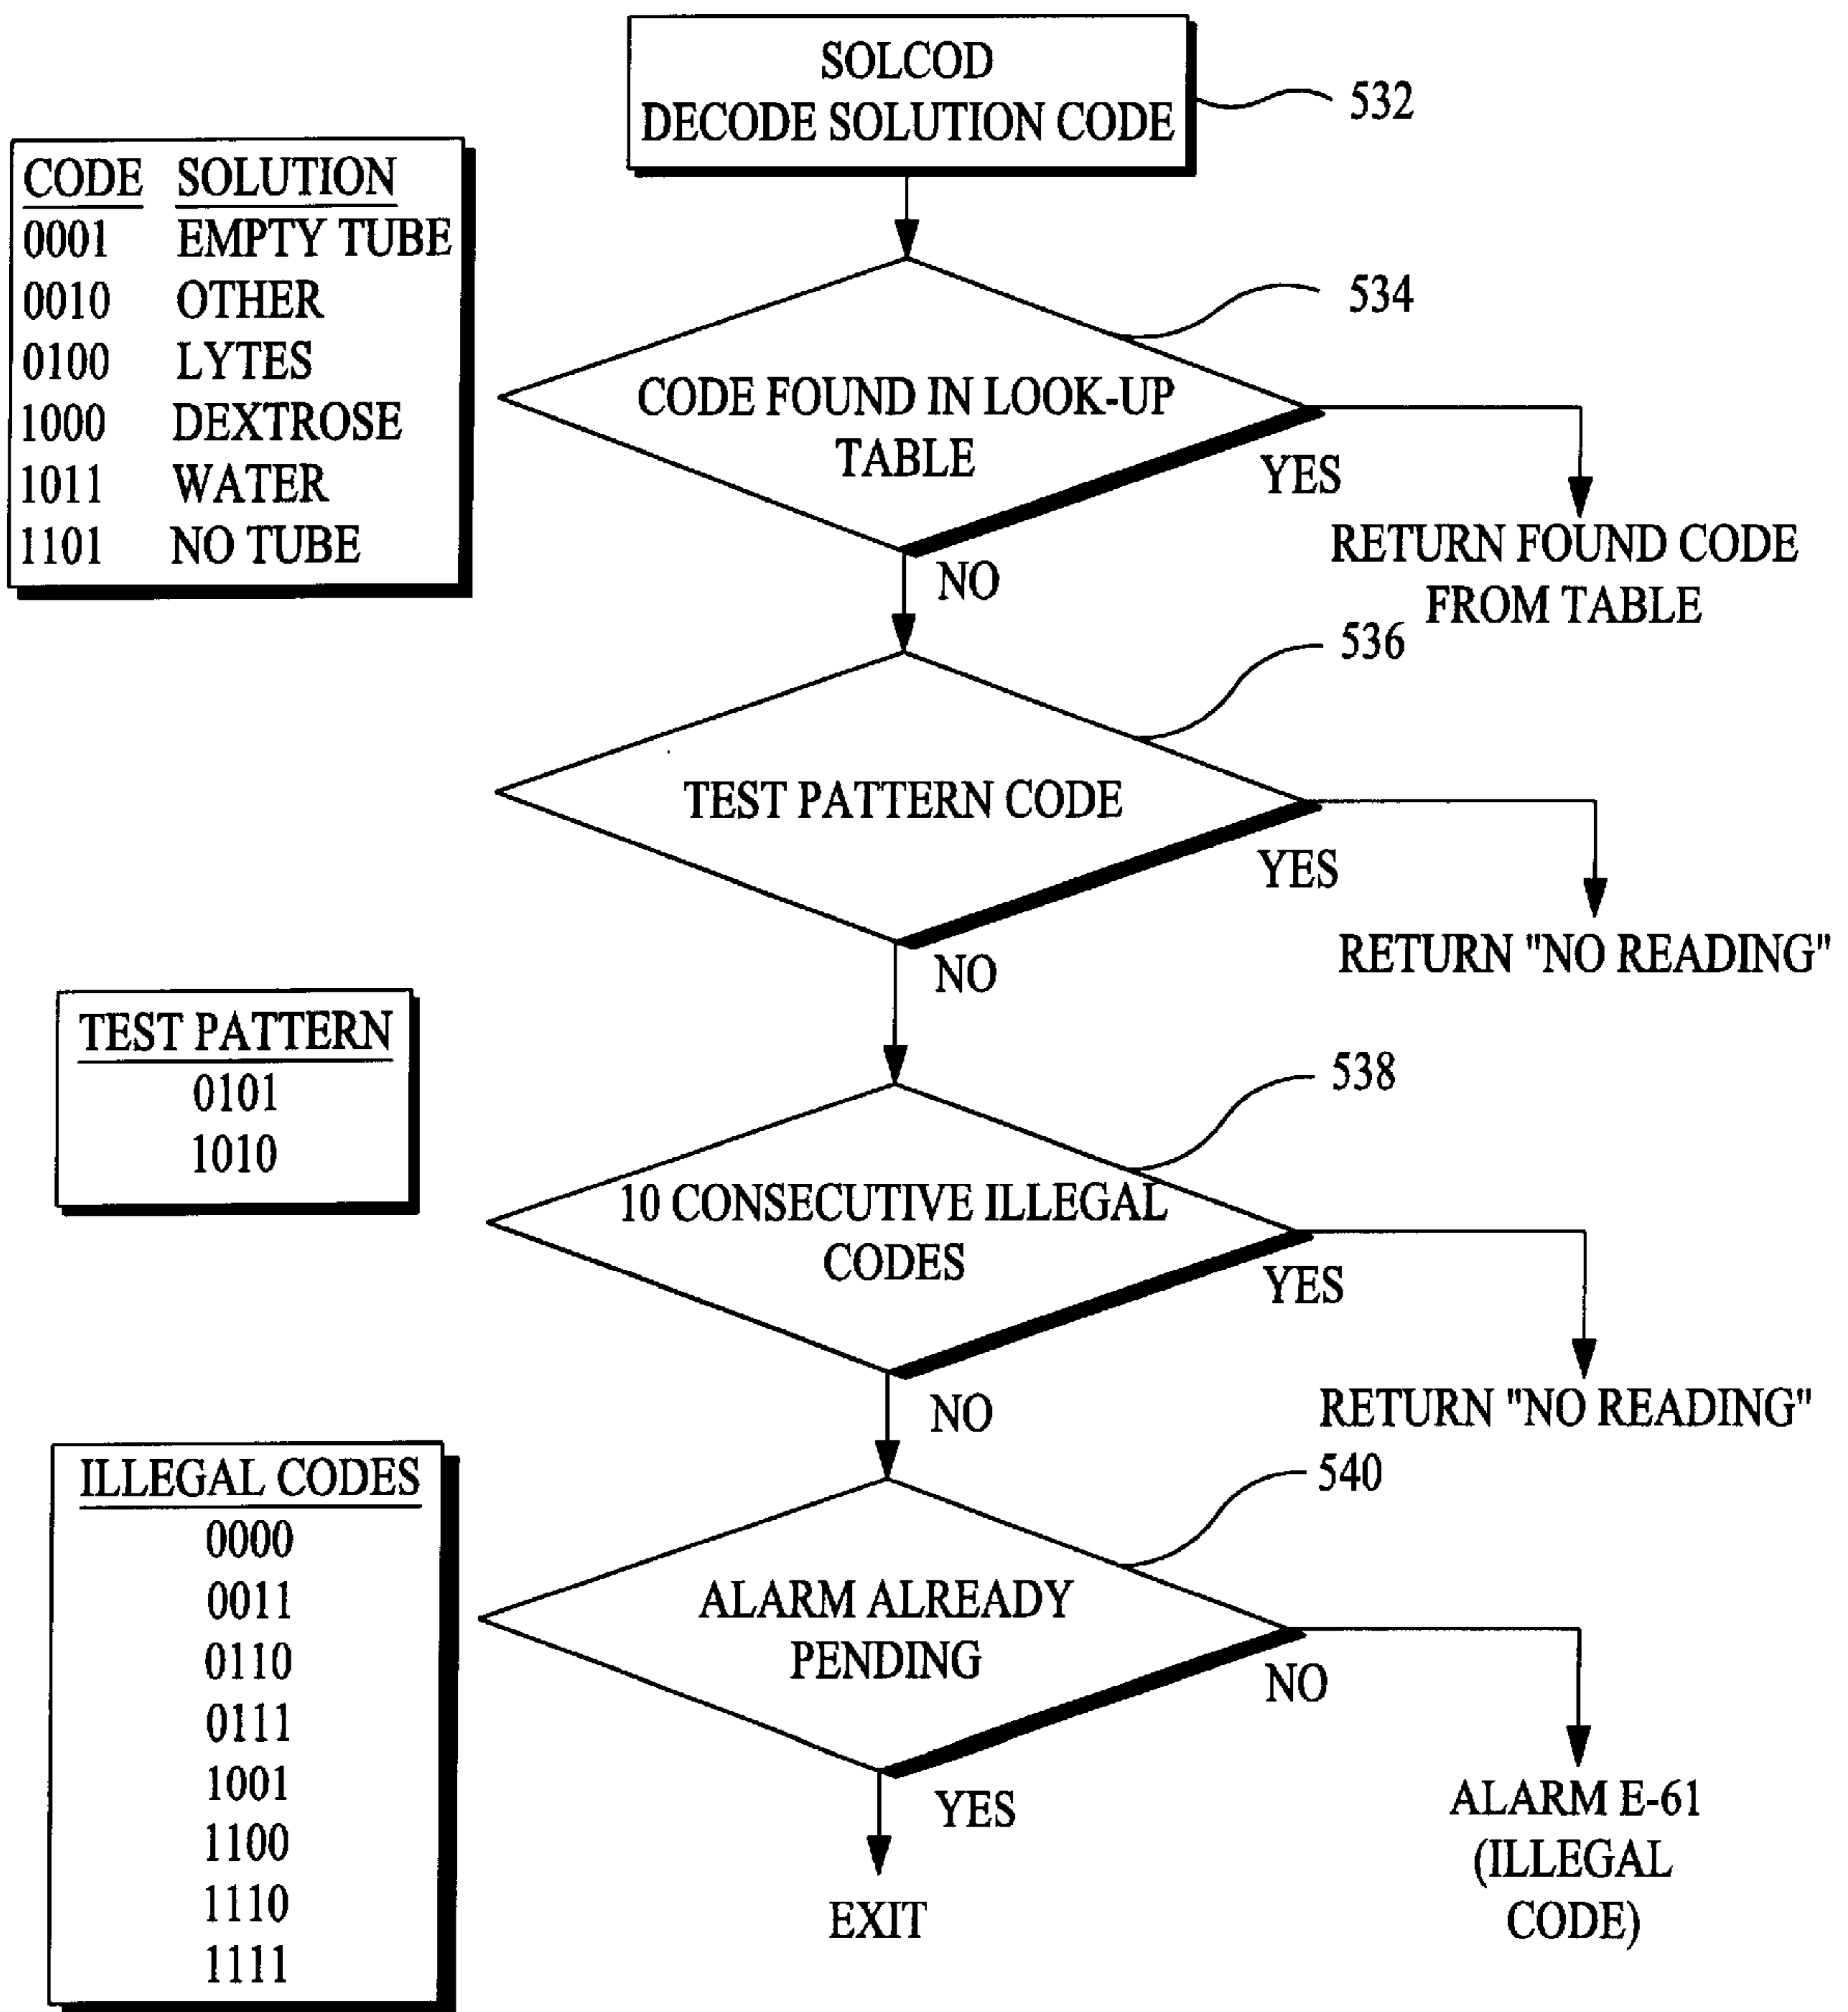 SOLCOD
DECODE SOLUTION CODE
532
CODE SOLUTION
0001 EMPTY TUBE
0010 OTHER
0100 LYTES
1000 DEXTROSE
1011 WATER
1101 NO TUBE
534
CODE FOUND IN LOOK-UP
TABLE
YES
NO
RETURN FOUND CODE
FROM TABLE
536
TEST PATTERN CODE
YES
NO
RETURN "NO READING"
TEST PATTERN
0101
1010
538
10 CONSECUTIVE ILLEGAL
CODES
YES
NO
RETURN "NO READING"
ILLEGAL CODES
0000
0011
0110
0111
1001
1100
1110
1111
540
ALARM ALREADY
PENDING
NO
YES
ALARM E-61
(ILLEGAL
CODE)
EXIT